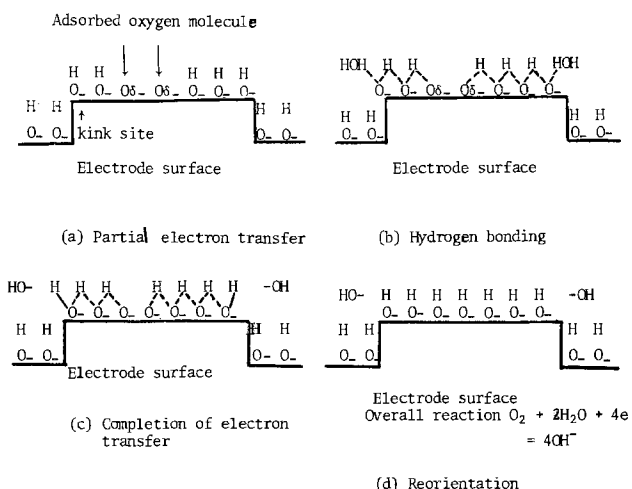 Adsorbed oxygen molecule
H H H H H
O- O- Oδ- Oδ- O- O- O-
H H H H
kink site
O- O- O- O-
Electrode surface
(a) Partial electron transfer
HOH H H H H H HOH
O- O- Oδ- Oδ- O- O- O-
H H H H
O- O- O- O-
Electrode surface
(b) Hydrogen bonding
HO- H H H H H H H -OH
O- O- O- O- O- O- O-
H H H H
O- O- O- O-
Electrode surface
(c) Completion of electron
transfer
HO- H H H H H H H -OH
O- O- O- O- O- O- O-
H H H H
O- O- O- O-
Electrode surface
Overall reaction O₂ + 2H₂O + 4e
= 4OH⁻
(d) Reorientation